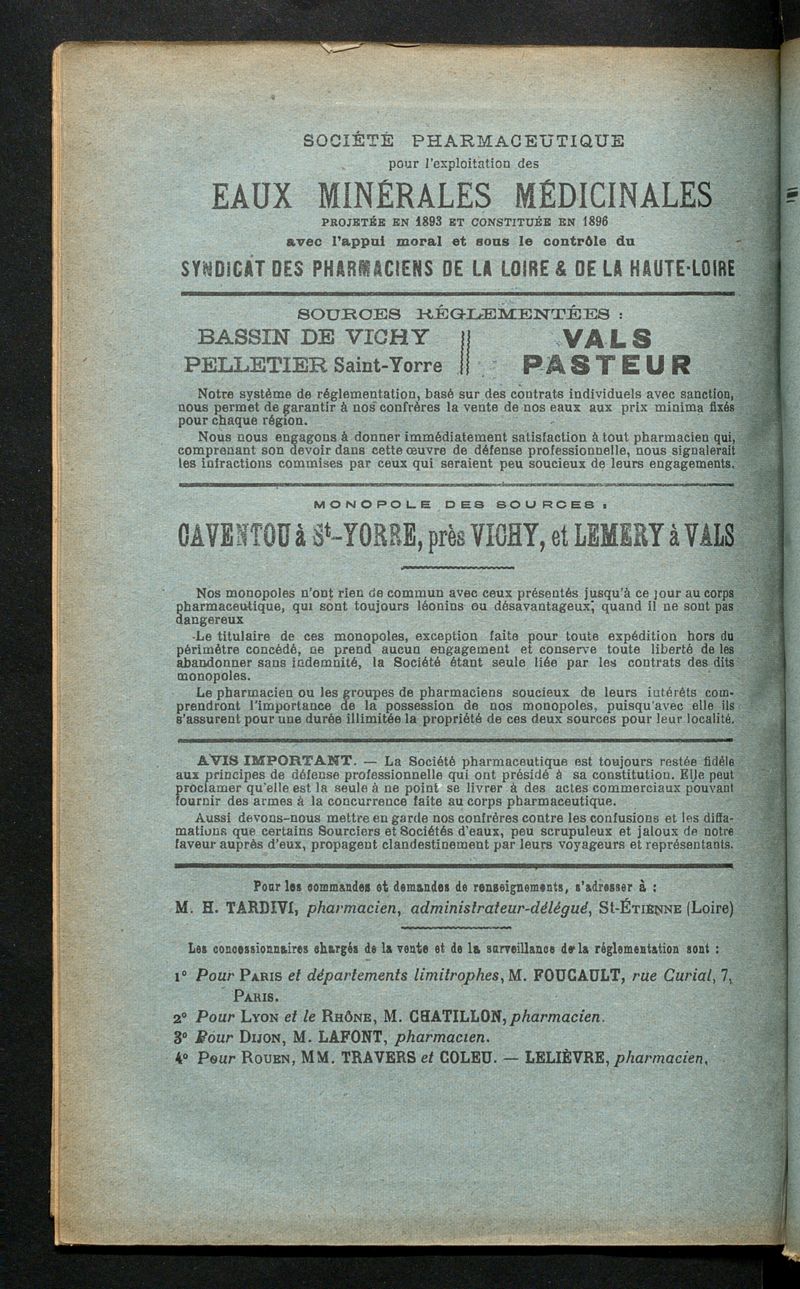 SOCIÉTÉ PHARMACEUTIQUE
pour l'exploitation des
EAUX MINÉRALES MÉDICINALES
PROJETÉE EN 1893 ET CONSTITUÉE EN 1896
avec l'appui moral et sous le contrôle du
SYNDICAT DES PHARMACIENS DE LA LOIRE & DE LA HAUTE-LOIRE
SOURCES RÉGLEMENTÉES :
BASSIN DE VICHY
PELLETIER Saint-Yorre
VALS
PASTEUR
Notre système de réglementation, basé sur des contrats individuels avec sanction,
nous permet de garantir à nos confrères la vente de nos eaux aux prix minima fixés
pour chaque région.
Nous nous engagons à donner immédiatement satisfaction à tout pharmacien qui,
comprenant son devoir dans cette œuvre de défense professionnelle, nous signalerait
les infractions commises par ceux qui seraient peu soucieux de leurs engagements.
MONOPOLE DES SOURCES :
CAVENTOU à St-YORRE, près VICHY, et LEMERY à VALS
Nos monopoles n'ont rien de commun avec ceux présentés jusqu'à ce jour au corps
pharmaceutique, qui sont toujours léonins ou désavantageux, quand il ne sont pas
dangereux
Le titulaire de ces monopoles, exception faite pour toute expédition hors du
périmètre concédé, ne prend aucun engagement et conserve toute liberté de les
abandonner sans indemnité, la Société étant seule liée par les contrats des dits
monopoles.
Le pharmacien ou les groupes de pharmaciens soucieux de leurs intérêts com-
prendront l'importance de la possession de nos monopoles, puisqu'avec elle ils
s'assurent pour une durée illimitée la propriété de ces deux sources pour leur localité.
AVIS IMPORTANT. — La Société pharmaceutique est toujours restée fidèle
aux principes de défense professionnelle qui ont présidé à sa constitution. Elle peut
proclamer qu'elle est la seule à ne point se livrer à des actes commerciaux pouvant
fournir des armes à la concurrence faite au corps pharmaceutique.
Aussi devons-nous mettre en garde nos confrères contre les confusions et les diffa-
mations que certains Sourciers et Sociétés d'eaux, peu scrupuleux et jaloux de notre
faveur auprès d'eux, propagent clandestinement par leurs voyageurs et représentants.
Pour les commandes et demandes de renseignements, s'adresser à :
M. H. TARDIVI, pharmacien, administrateur-délégué, St-ÉTIENNE (Loire)
Les concessionnaires chargés de la vente et de la surveillance de la réglementation sont :
1° Pour PARIS et départements limitrophes, M. FOUCAULT, rue Curial, 7,
PARIS.
2° Pour LYON et le RHÔNE, M. CHATILLON, pharmacien.
3° Pour DIJON, M. LAFONT, pharmacien.
4° Pour ROUEN, MM. TRAVERS et COLEU. — LELIÈVRE, pharmacien,